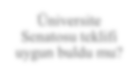 Üniversite
Senatosu teklifi
uygun buldu mu?